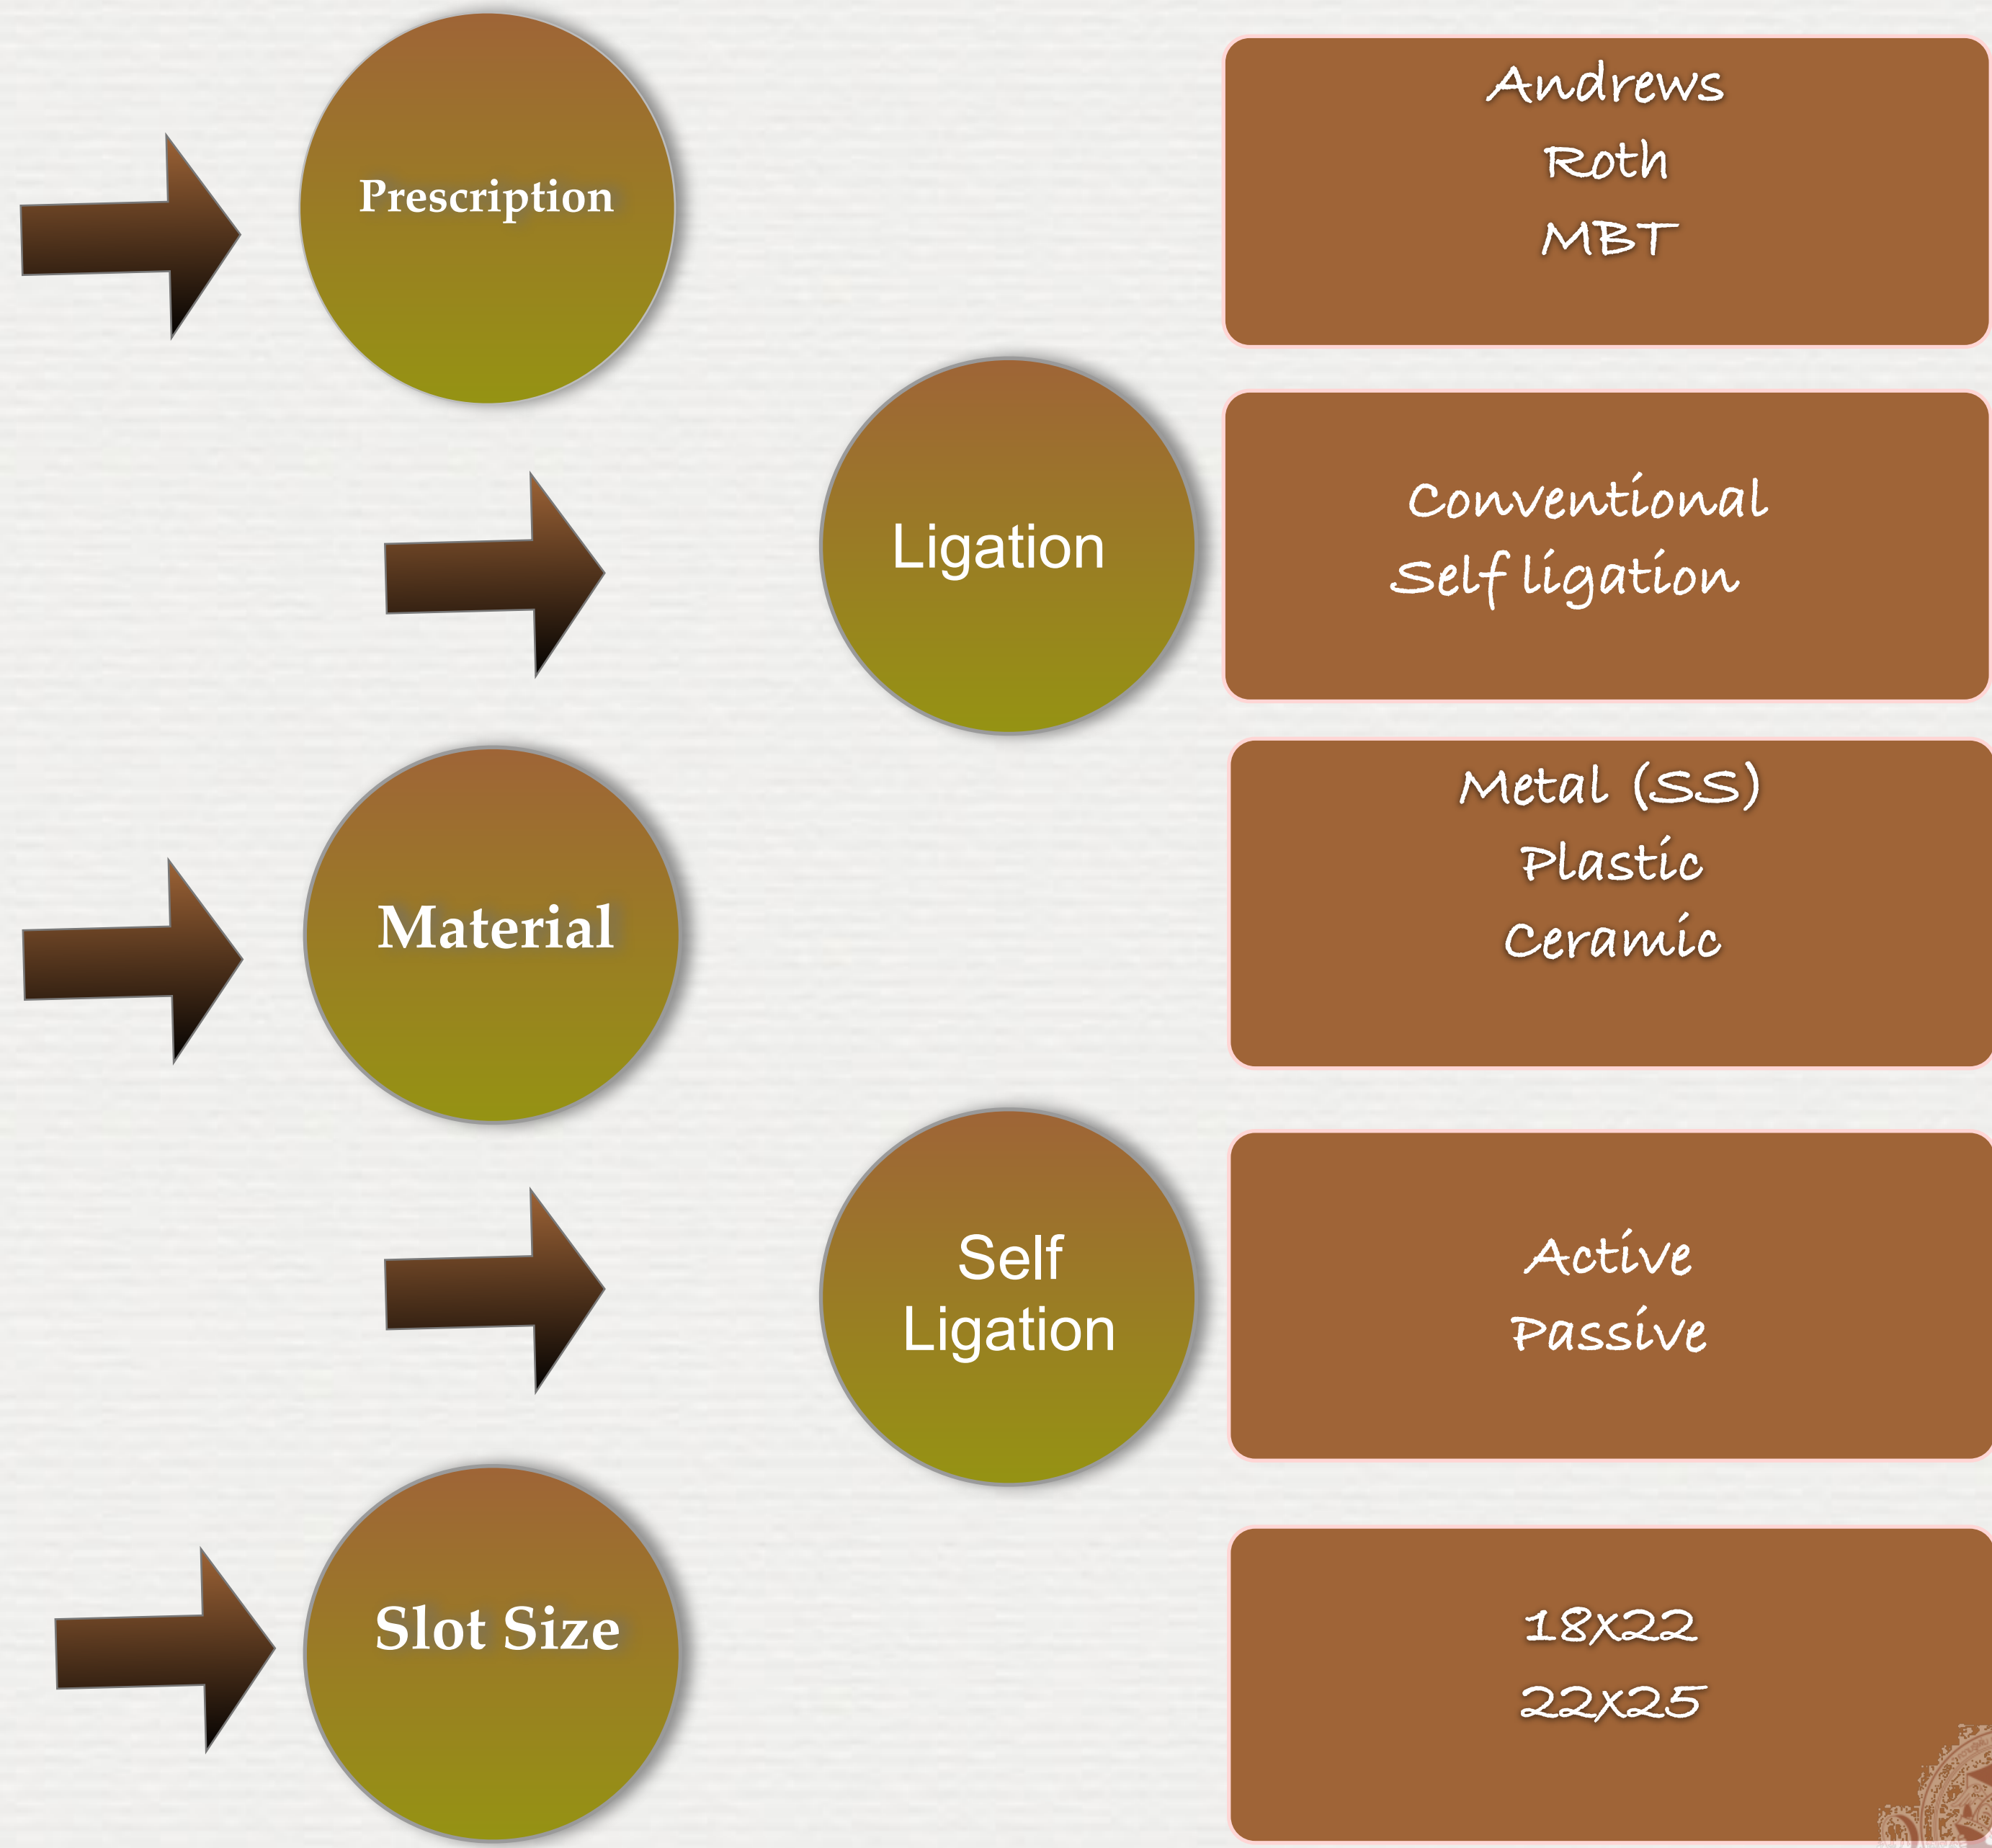 Prescription
Andrews
Roth
MBT
Ligation
Conventional
Self ligation
Material
Metal (SS)
Plastic
Ceramic
Self
Ligation
Active
Passive
Slot Size
18x22
22x25